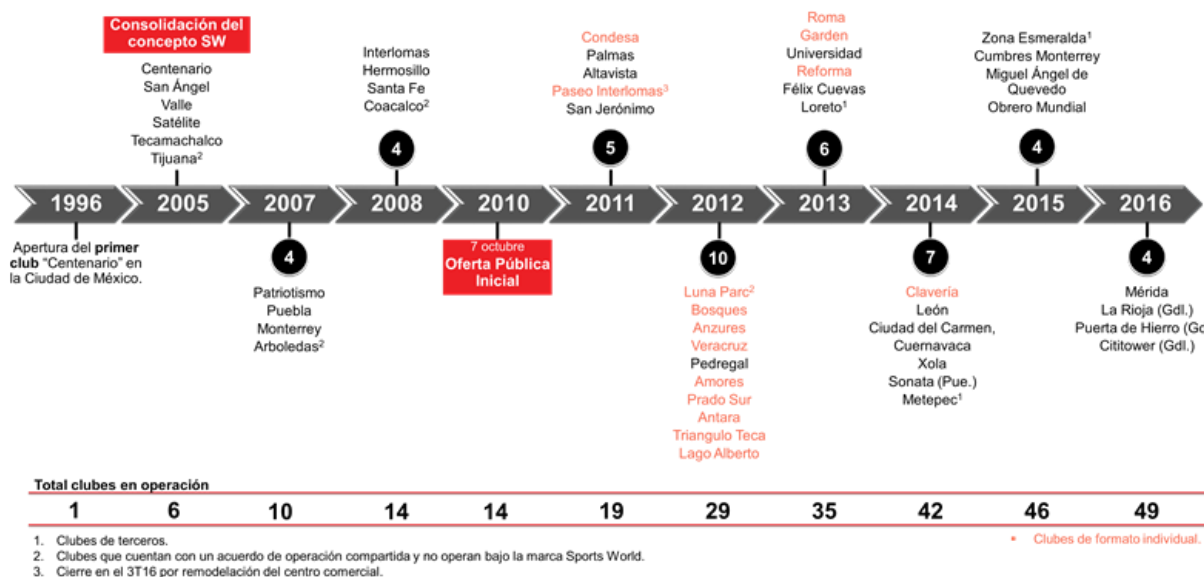 Consolidación del
concepto SW
Centenario
San Ángel
Valle
Satélite
Tecamachalco
Tijuana²
Interlomas
Hermosillo
Santa Fe
Coacalco²
4
Condesa
Palmas
Altavista
Paseo Interlomas³
San Jerónimo
5
Roma
Garden
Universidad
Reforma
Félix Cuevas
Loreto¹
6
Zona Esmeralda¹
Cumbres Monterrey
Miguel Ángel de
Quevedo
Obrero Mundial
4
1996 2005 2007 2008 2010 2011 2012 2013 2014 2015 2016
Apertura del primer
club "Centenario" en
la Ciudad de México.
4
Patriotismo
Puebla
Monterrey
Arboledas²
7 octubre
Oferta Pública
Inicial
10
Luna Parc²
Bosques
Anzures
Veracruz
Pedregal
Amores
Prado Sur
Antara
Triangulo Teca
Lago Alberto
7
Clavería
León
Ciudad del Carmen,
Cuernavaca
Xola
Sonata (Pue.)
Metepec¹
4
Mérida
La Rioja (Gdl.)
Puerta de Hierro (Gd
Cititower (Gdl.)
Total clubes en operación
1 6 10 14 14 19 29 35 42 46 49
1. Clubes de terceros.
2. Clubes que cuentan con un acuerdo de operación compartida y no operan bajo la marca Sports World.
3. Cierre en el 3T16 por remodelación del centro comercial.
▪ Clubes de formato individual.